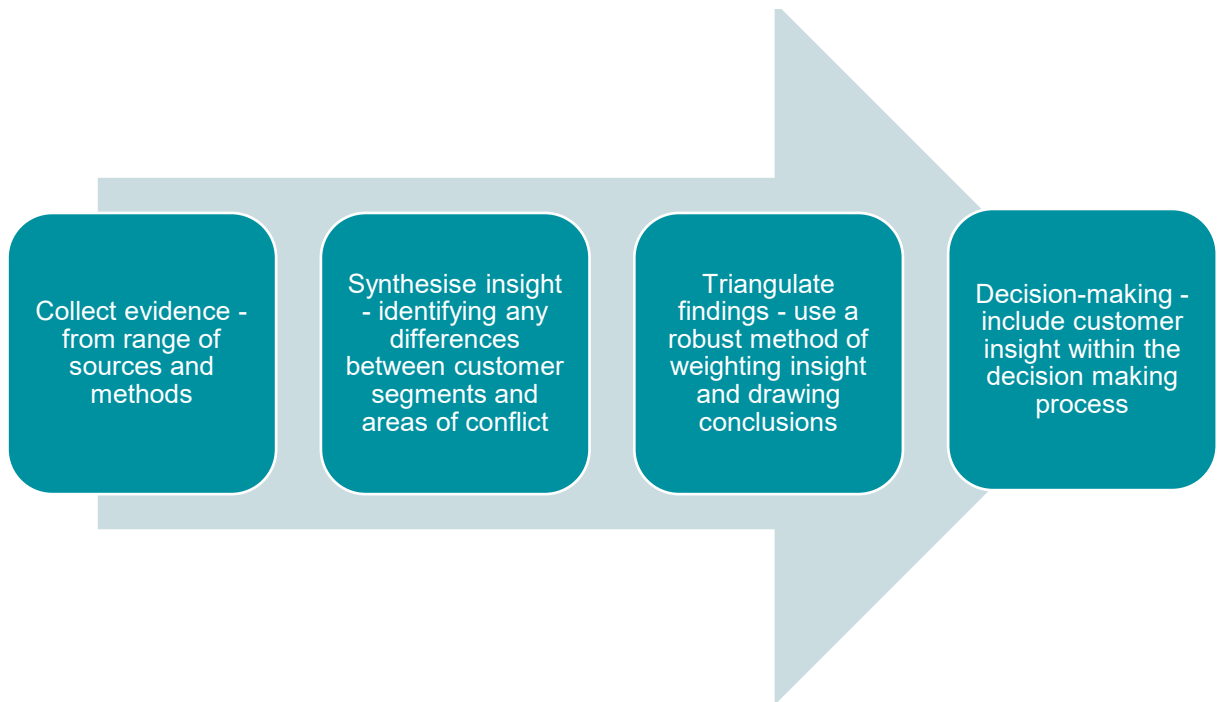 Collect evidence -
from range of
sources and
methods
Synthesise insight
- identifying any
differences
between customer
segments and
areas of conflict
Triangulate
findings - use a
robust method of
weighting insight
and drawing
conclusions
Decision-making -
include customer
insight within the
decision making
process